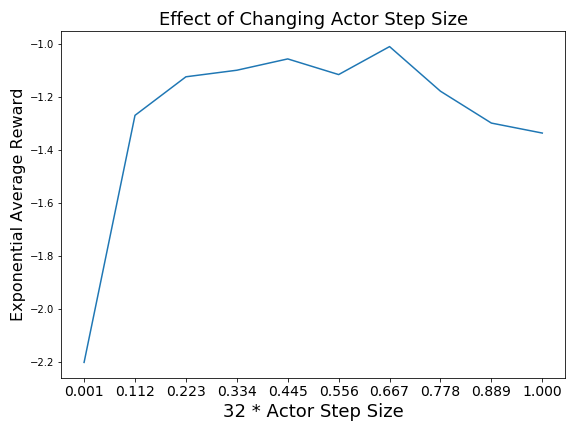 Effect of Changing Actor Step Size
Exponential Average Reward
−1.0
−1.2
−1.4
−1.6
−1.8
−2.0
−2.2
0.001 0.112 0.223 0.334 0.445 0.556 0.667 0.778 0.889 1.000
32 * Actor Step Size